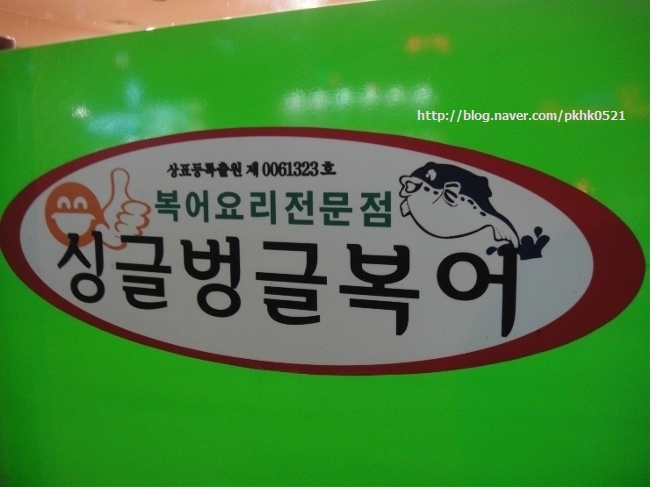 http://blog.naver.com/pkhk0521
상표등특출원 제 0061323 호
복어요리전문점
싱글벙글복어